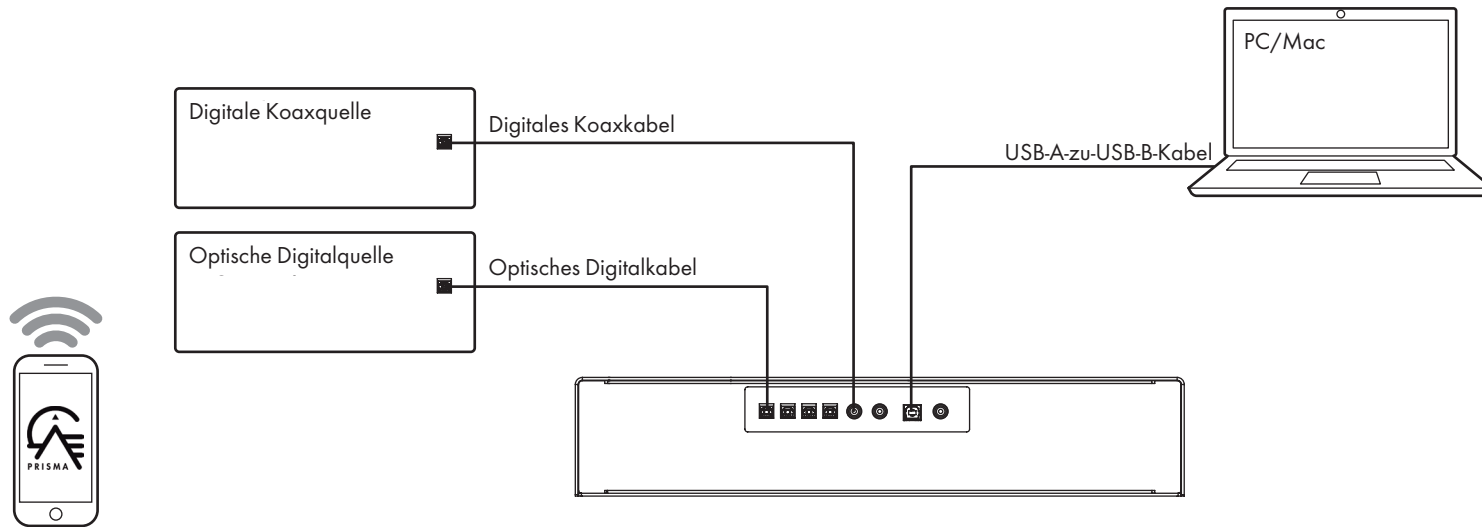 PC/Mac
Digitale Koaxquelle
Digitales Koaxkabel
USB-A-zu-USB-B-Kabel
Optische Digitalquelle
Optisches Digitalkabel
PRISMA